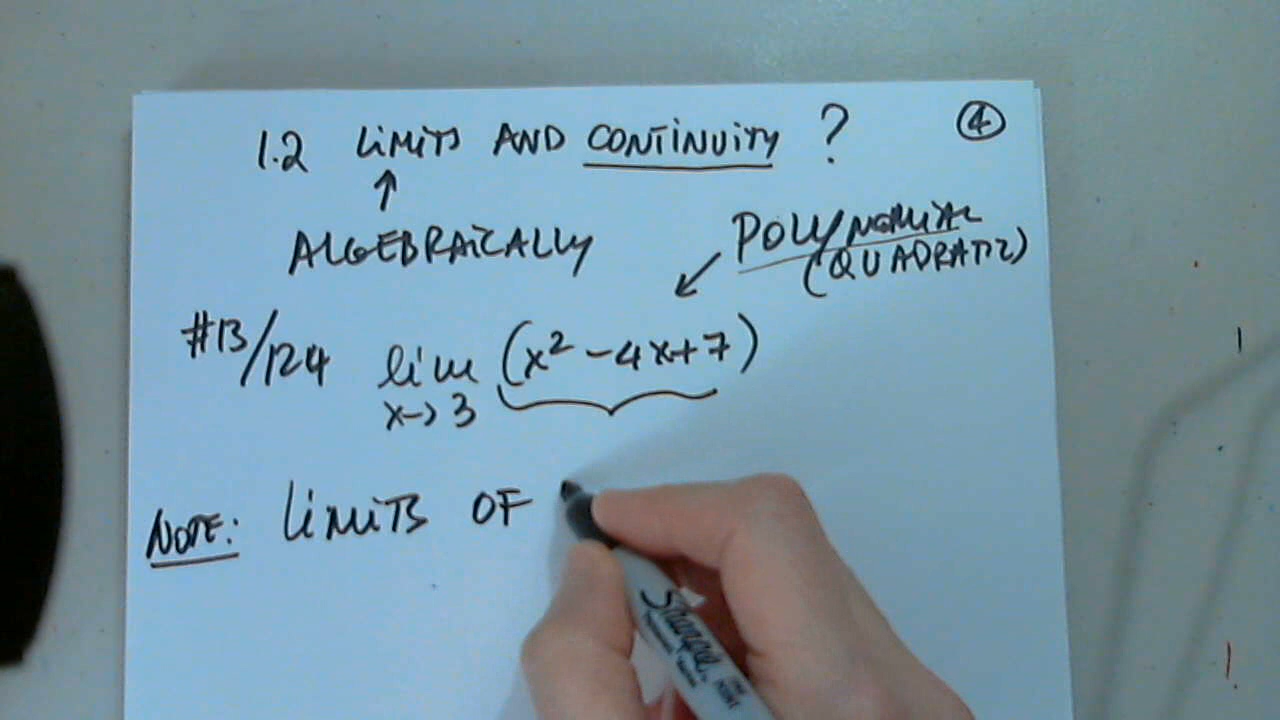 1.2 LIMITS AND CONTINUITY ? 4
↑
ALGEBRAICALLY
POLYNOMIAL
(QUADRATIC)
#13/124 lim (x² - 4x + 7)
x→3
NOTE: LIMITS OF
Sharpie